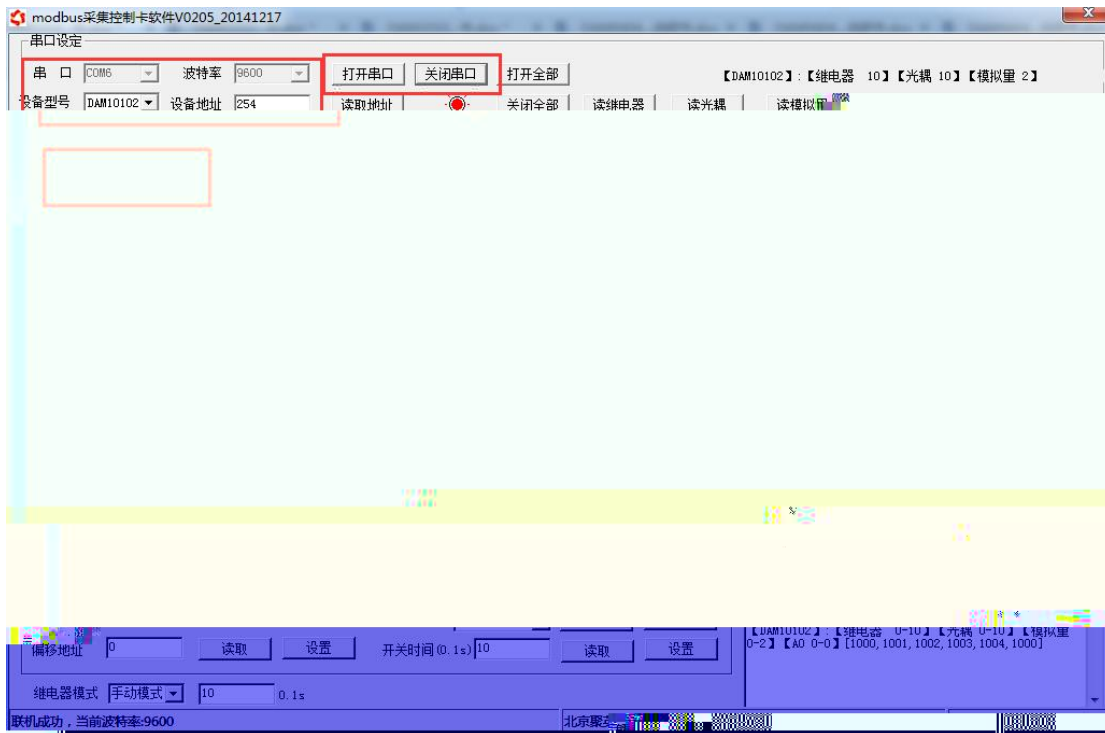 modbus采集控制卡软件V0205_20141217
串口设定
串 口 COM6 波特率 9600 打开串口 关闭串口 打开全部 【DAM10102】:【继电器 10】【光耦 10】【模拟量 2】
设备型号 DAM10102 设备地址 254 读取地址 关闭全部 读继电器 读光耦 读模拟量
【DAM10102】:【继电器 0-10】【光耦 0-10】【模拟量
偏移地址 0 读取 设置 开关时间(0.1s) 10 读取 设置 0-2】【AO 0-0】[1000,1001,1002,1003,1004,1000]
继电器模式 手动模式 10 0.1s
联机成功，当前波特率:9600 北京聚